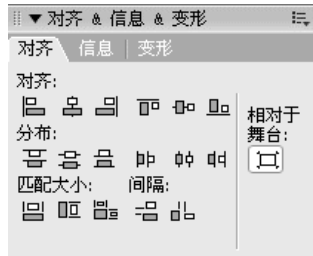 ▼对齐 & 信息 & 变形
对齐 信息 变形
对齐:
相对于
舞台:
分布:
匹配大小: 间隔: